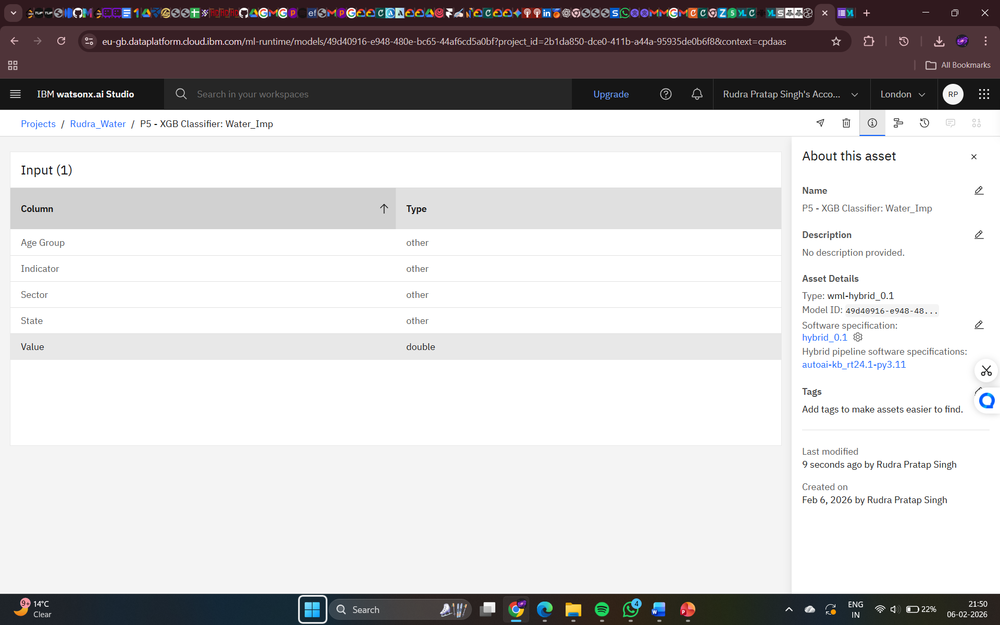 eu-gb.dataplatform.cloud.ibm.com/ml-runtime/models/49d40916-e948-480e-bc65-44af6cd5a0bf?project_id=2b1da850-dce0-411b-a44a-95935de0b6f8&context=cpdaas
All Bookmarks
IBM watsonx.ai Studio
Search in your workspaces
Upgrade
Rudra Pratap Singh's Acco...
London
RP
Projects / Rudra_Water / P5 - XGB Classifier: Water_Imp
Input (1)
Column Type
Age Group other
Indicator other
Sector other
State other
Value double
About this asset
Name
P5 - XGB Classifier: Water_Imp
Description
No description provided.
Asset Details
Type: wml-hybrid_0.1
Model ID: 49d40916-e948-48...
Software specification:
hybrid_0.1
Hybrid pipeline software specifications:
autoai-kb_rt24.1-py3.11
Tags
Add tags to make assets easier to find.
Last modified
9 seconds ago by Rudra Pratap Singh
Created on
Feb 6, 2026 by Rudra Pratap Singh
9+
14°C
Clear
Search
4
ENG
IN
22%
21:50
06-02-2026